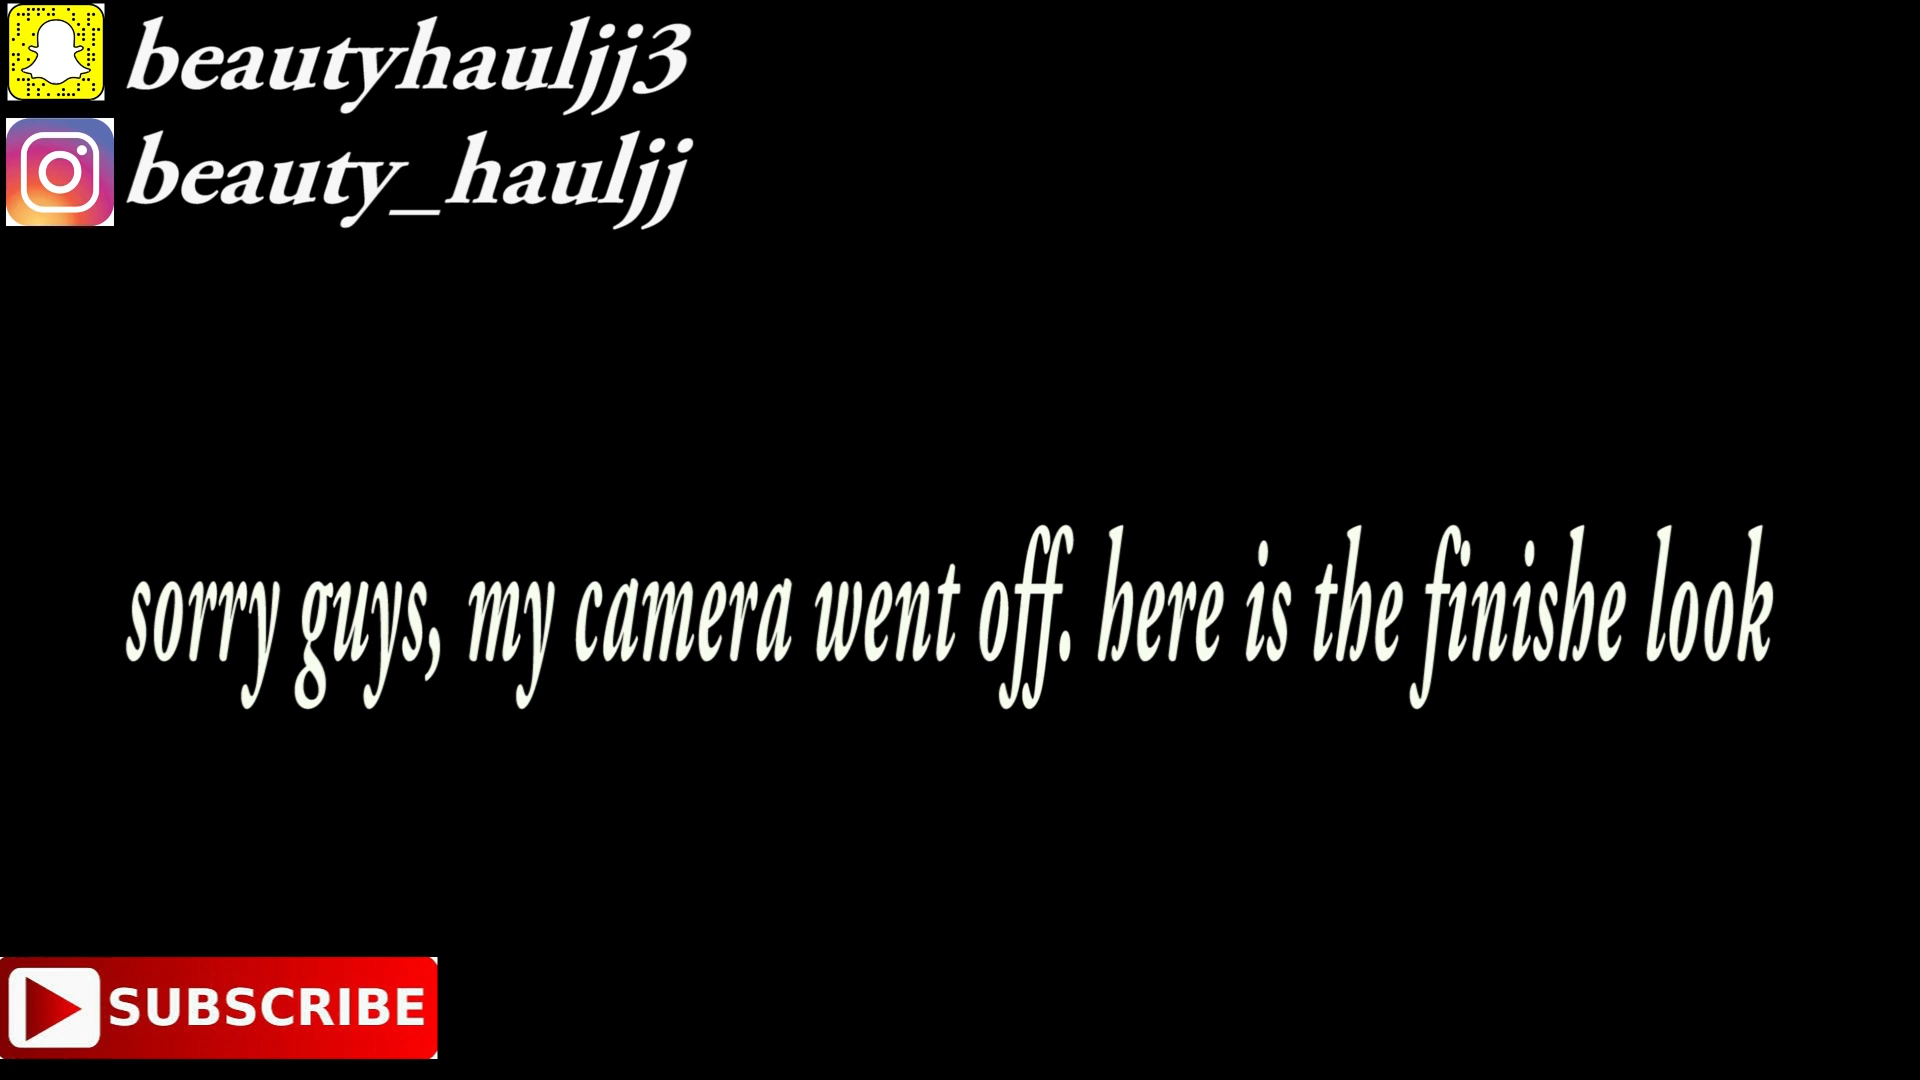 beautyhauljj3
beauty_hauljj
sorry guys, my camera went off. here is the finishe look
SUBSCRIBE